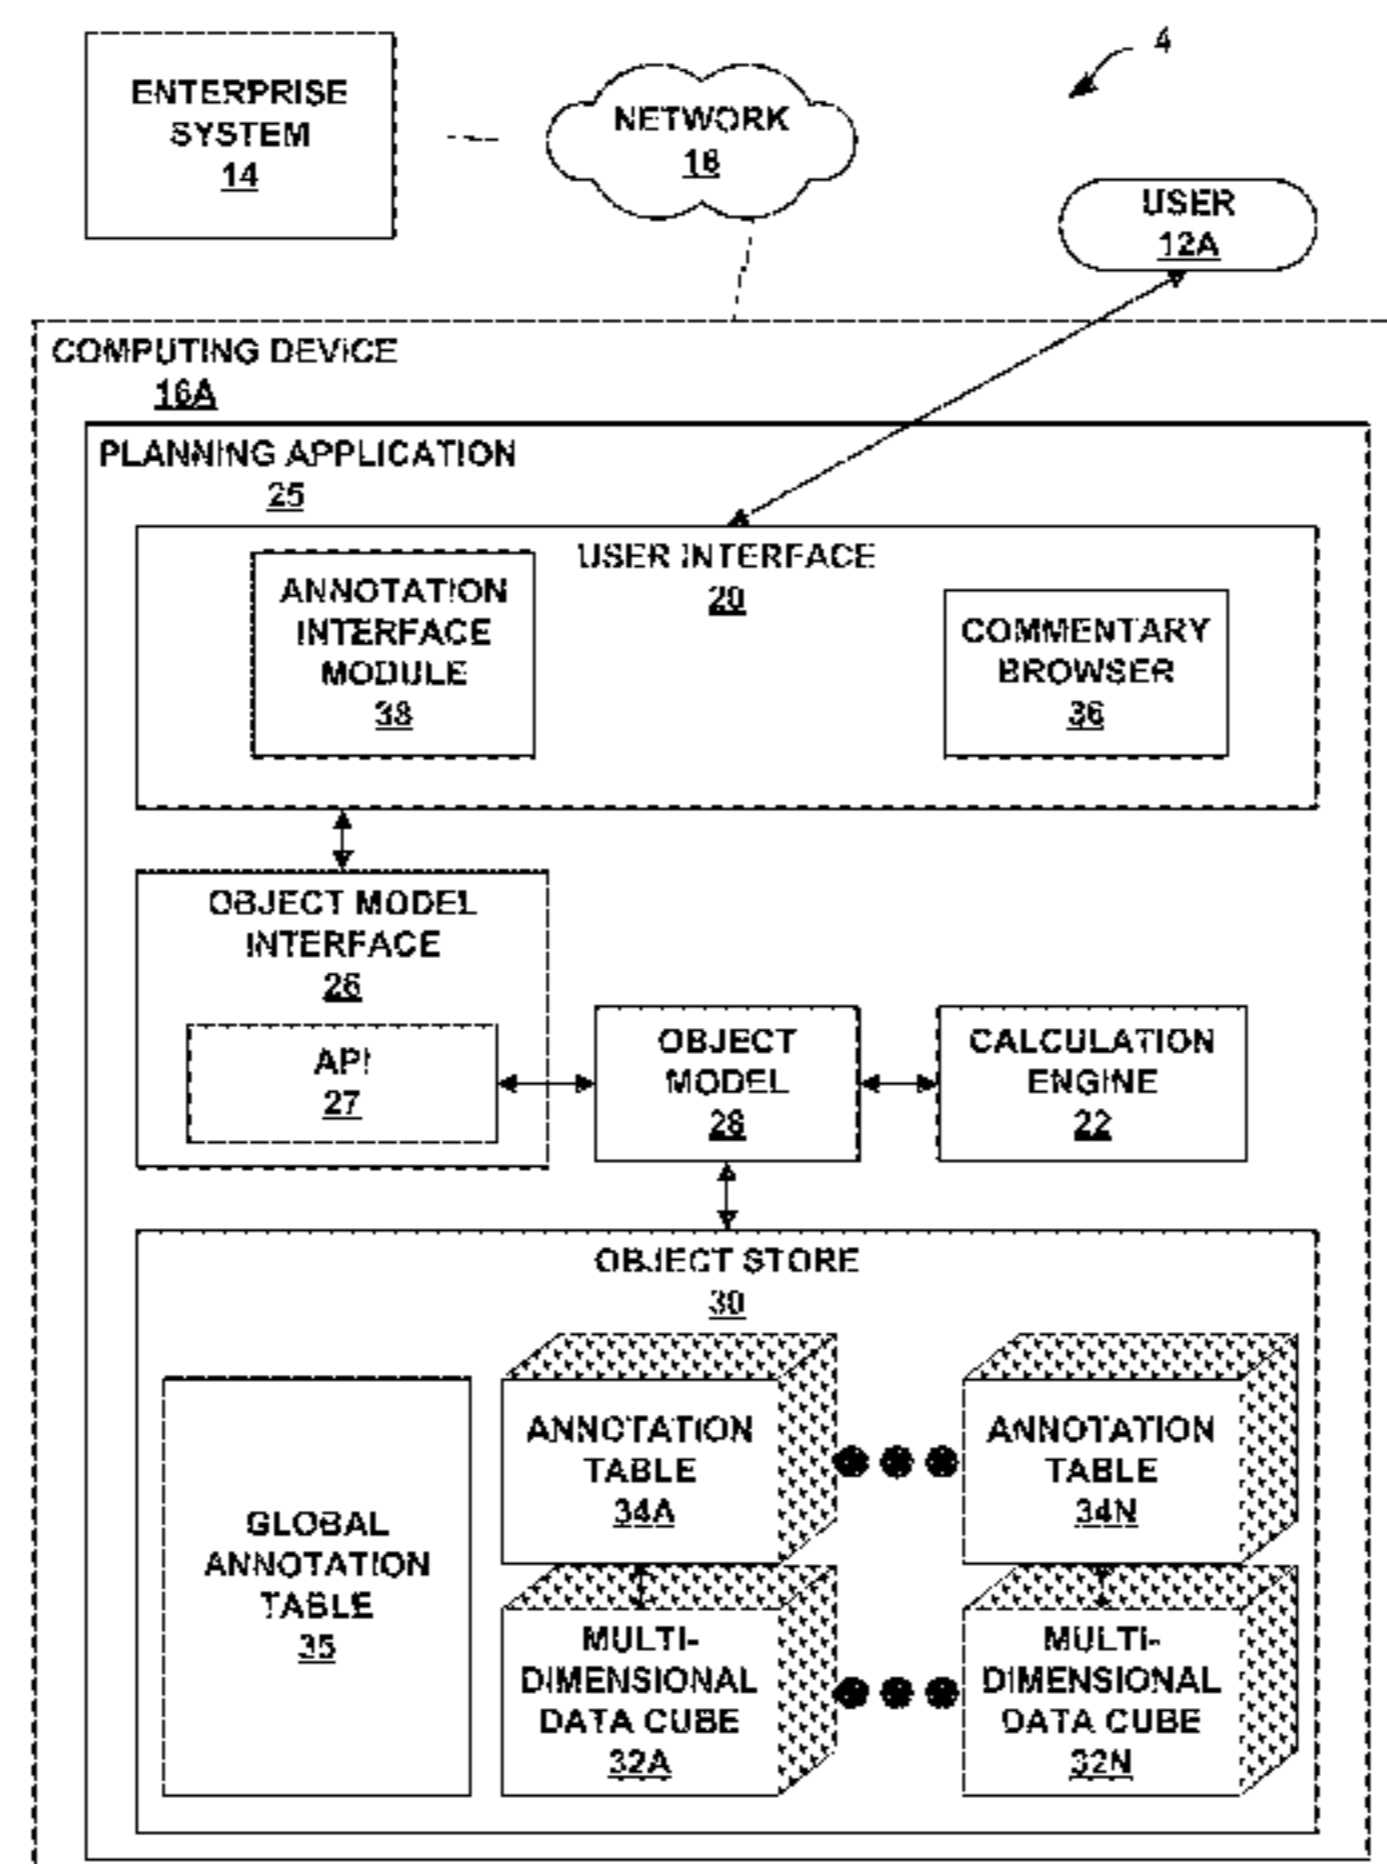 4
ENTERPRISE
SYSTEM
14
NETWORK
18
USER
12A
COMPUTING DEVICE
16A
PLANNING APPLICATION
25
USER INTERFACE
20
ANNOTATION
INTERFACE
MODULE
38
COMMENTARY
BROWSER
36
OBJECT MODEL
INTERFACE
26
API
27
OBJECT
MODEL
28
CALCULATION
ENGINE
22
OBJECT STORE
30
GLOBAL
ANNOTATION
TABLE
35
ANNOTATION
TABLE
34A
ANNOTATION
TABLE
34N
MULTI-
DIMENSIONAL
DATA CUBE
32A
MULTI-
DIMENSIONAL
DATA CUBE
32N